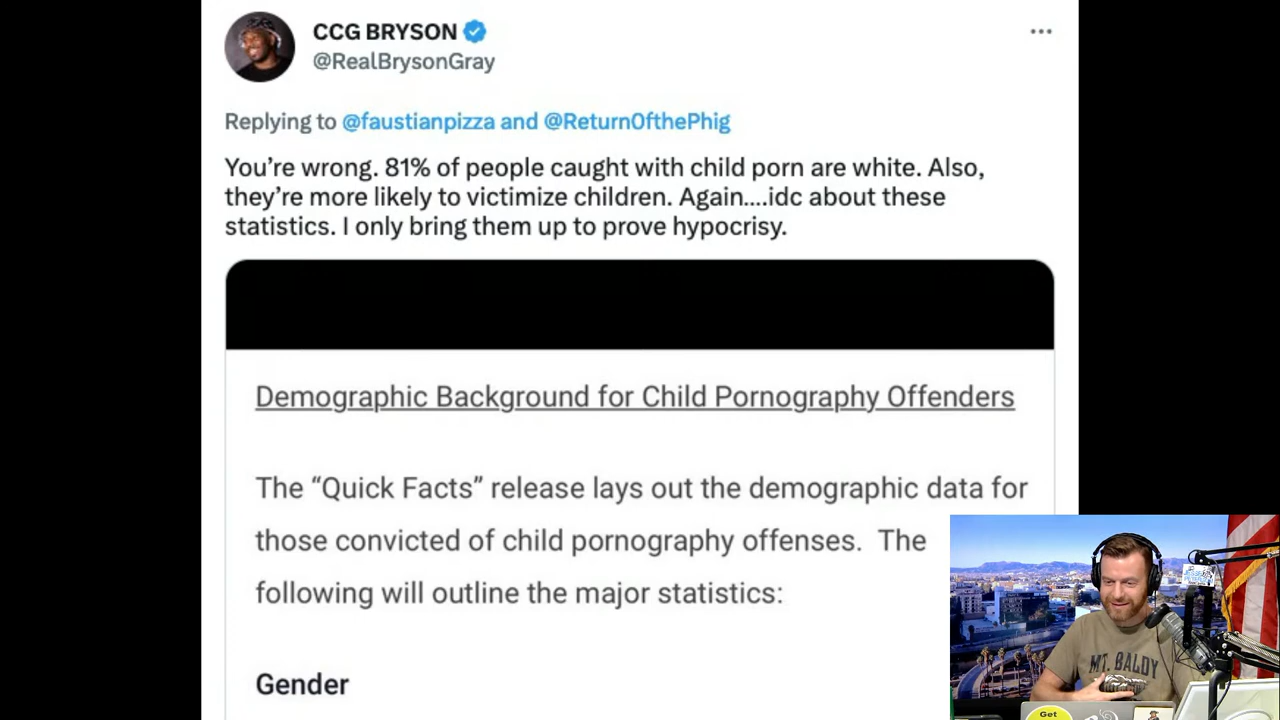 CCG BRYSON
@RealBrysonGray
Replying to @faustianpizza and @ReturnOfthePhig
You're wrong. 81% of people caught with child porn are white. Also,
they're more likely to victimize children. Again....idc about these
statistics. I only bring them up to prove hypocrisy.
Demographic Background for Child Pornography Offenders
The “Quick Facts” release lays out the demographic data for
those convicted of child pornography offenses. The
following will outline the major statistics:
Gender
MT. BALDY
Get